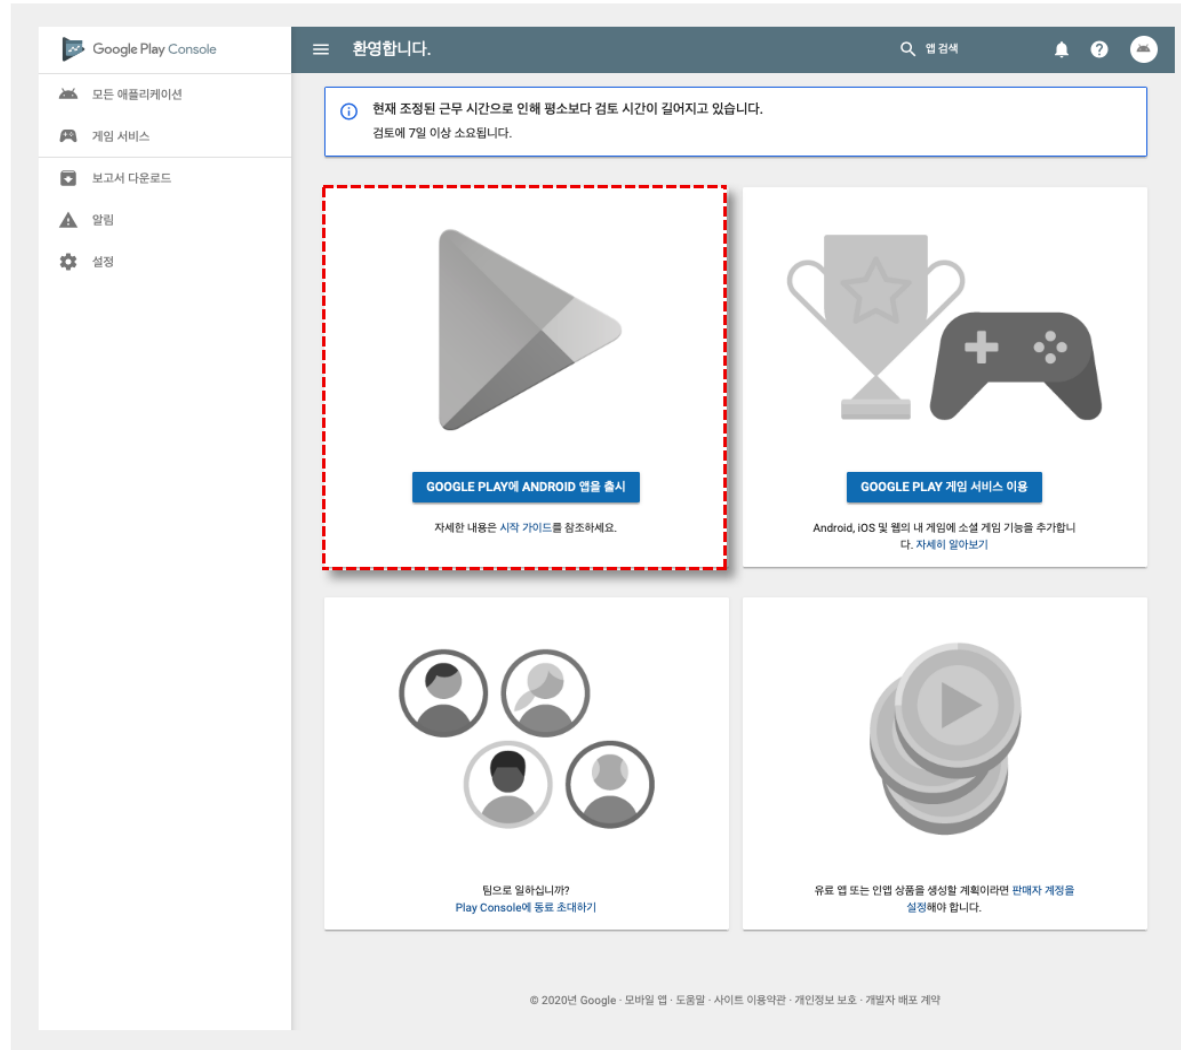 Google Play Console
환영합니다.
앱 검색
모든 애플리케이션
게임 서비스
보고서 다운로드
알림
설정
현재 조정된 근무 시간으로 인해 평소보다 검토 시간이 길어지고 있습니다.
검토에 7일 이상 소요됩니다.
GOOGLE PLAY에 ANDROID 앱을 출시
자세한 내용은 시작 가이드를 참조하세요.
GOOGLE PLAY 게임 서비스 이용
Android, iOS 및 웹의 내 게임에 소셜 게임 기능을 추가합니
다. 자세히 알아보기
팀으로 일하십니까?
Play Console에 동료 초대하기
유료 앱 또는 인앱 상품을 생성할 계획이라면 판매자 계정을
설정해야 합니다.
© 2020년 Google · 모바일 앱 · 도움말 · 사이트 이용약관 · 개인정보 보호 · 개발자 배포 계약